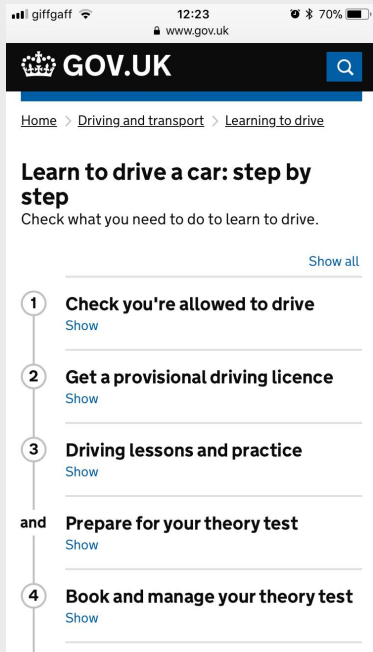 giffgaff 12:23 70%
www.gov.uk
GOV.UK
Home > Driving and transport > Learning to drive
Learn to drive a car: step by
step
Check what you need to do to learn to drive.
Show all
1 Check you're allowed to drive
Show
2 Get a provisional driving licence
Show
3 Driving lessons and practice
Show
and Prepare for your theory test
Show
4 Book and manage your theory test
Show